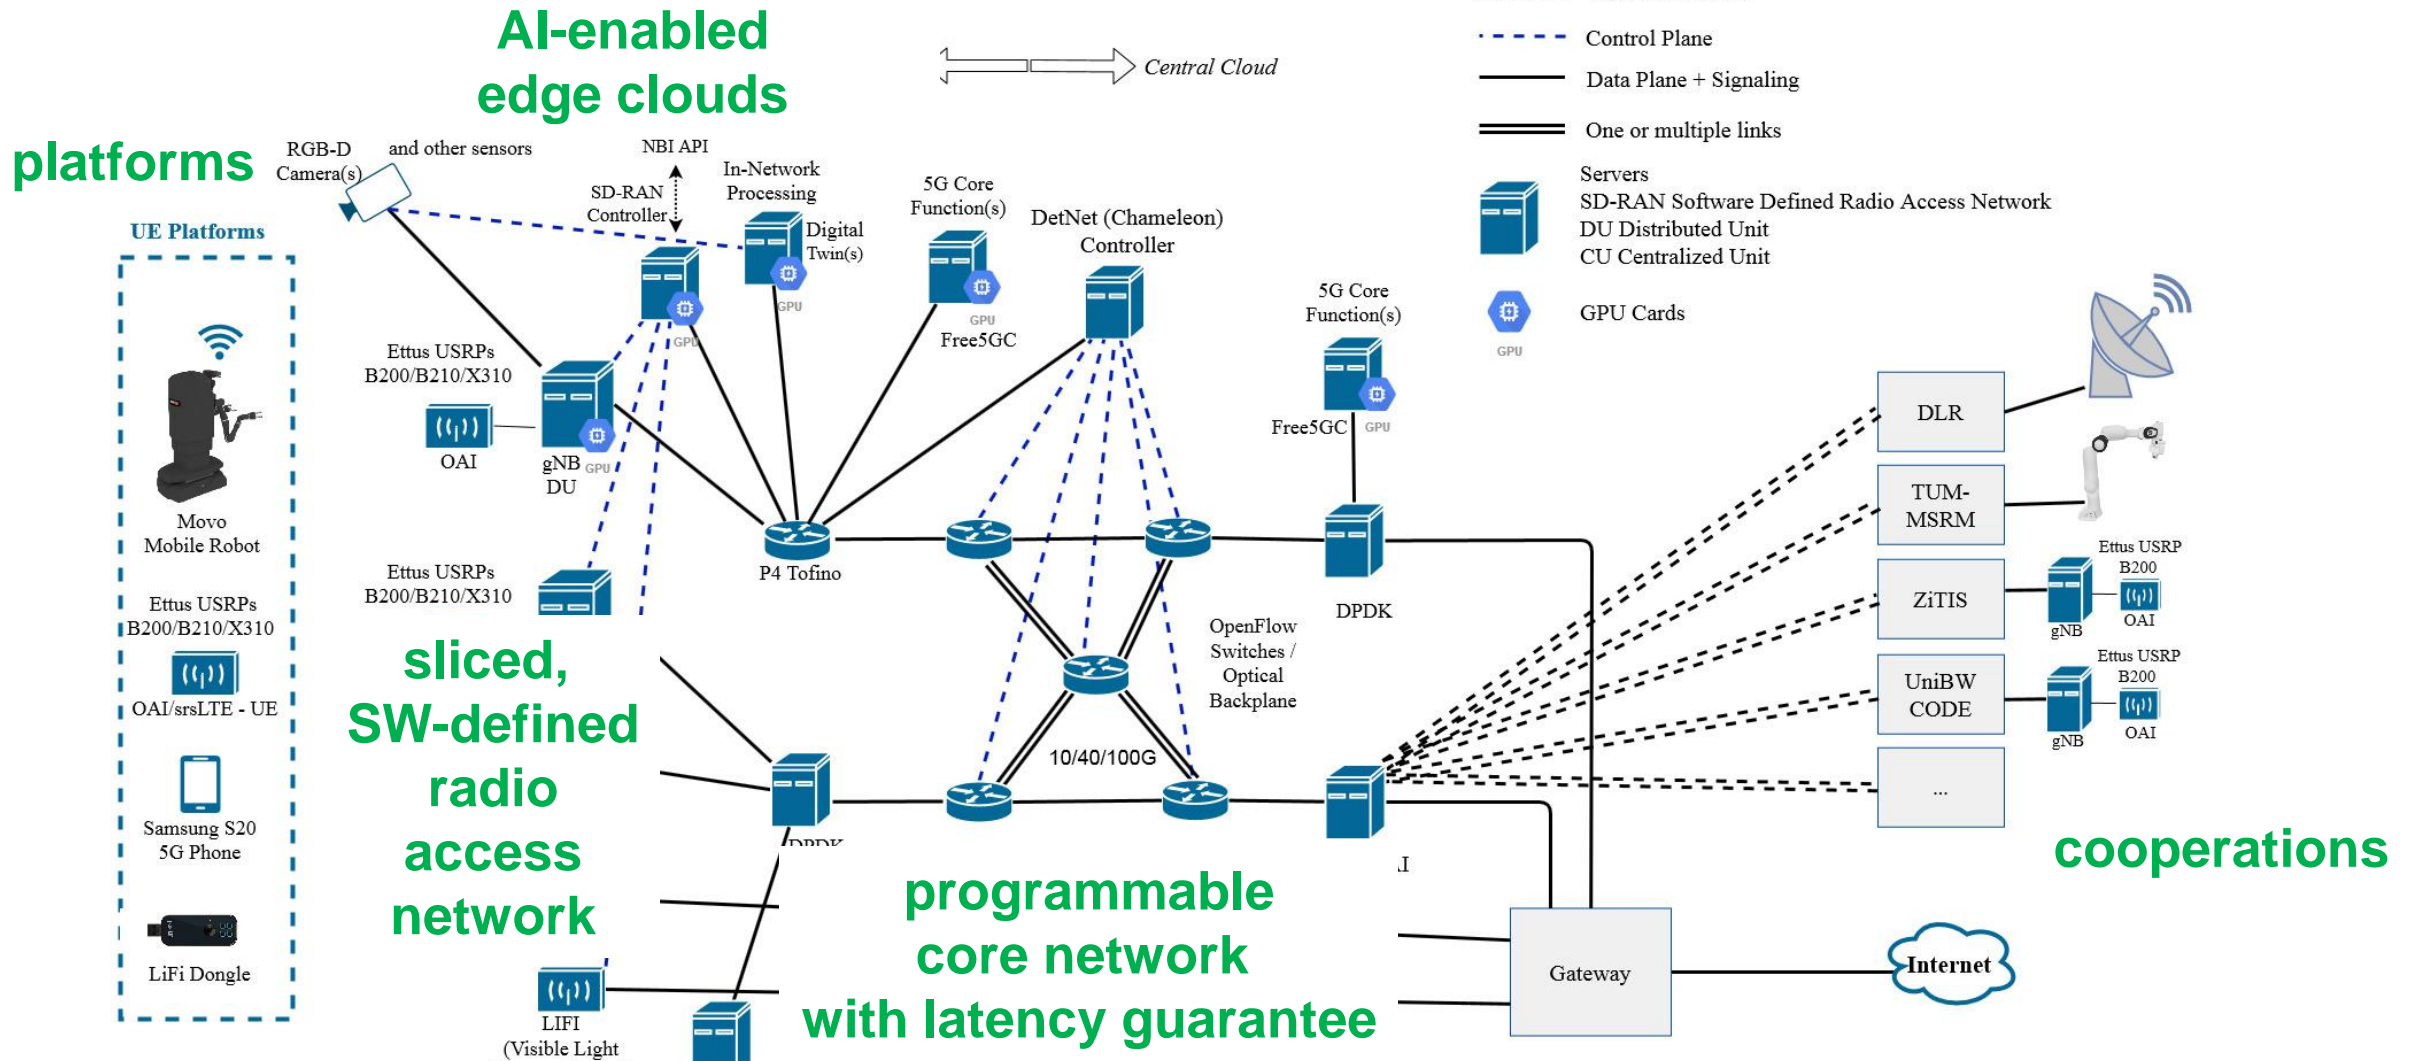 AI-enabled
edge clouds
platforms
Central Cloud
Control Plane
Data Plane + Signaling
One or multiple links
Servers
SD-RAN Software Defined Radio Access Network
DU Distributed Unit
CU Centralized Unit
GPU Cards
GPU
RGB-D
Camera(s)
and other sensors
NBI API
SD-RAN
Controller
In-Network
Processing
Digital
Twin(s)
GPU
GPU
5G Core
Function(s)
GPU
Free5GC
DetNet (Chameleon)
Controller
5G Core
Function(s)
Free5GC
GPU
UE Platforms
Movo
Mobile Robot
Ettus USRPs
B200/B210/X310
OAI/srsLTE - UE
Samsung S20
5G Phone
LiFi Dongle
Ettus USRPs
B200/B210/X310
OAI
gNB
DU
GPU
Ettus USRPs
B200/B210/X310
P4 Tofino
DPDK
OpenFlow
Switches /
Optical
Backplane
10/40/100G
DPDK
sliced,
SW-defined
radio
access
network
LIFI
(Visible Light
programmable
core network
with latency guarantee
DLR
TUM-
MSRM
ZiTIS
UniBW
CODE
...
Ettus USRP
B200
gNB
OAI
Ettus USRP
B200
gNB
OAI
cooperations
Gateway
Internet